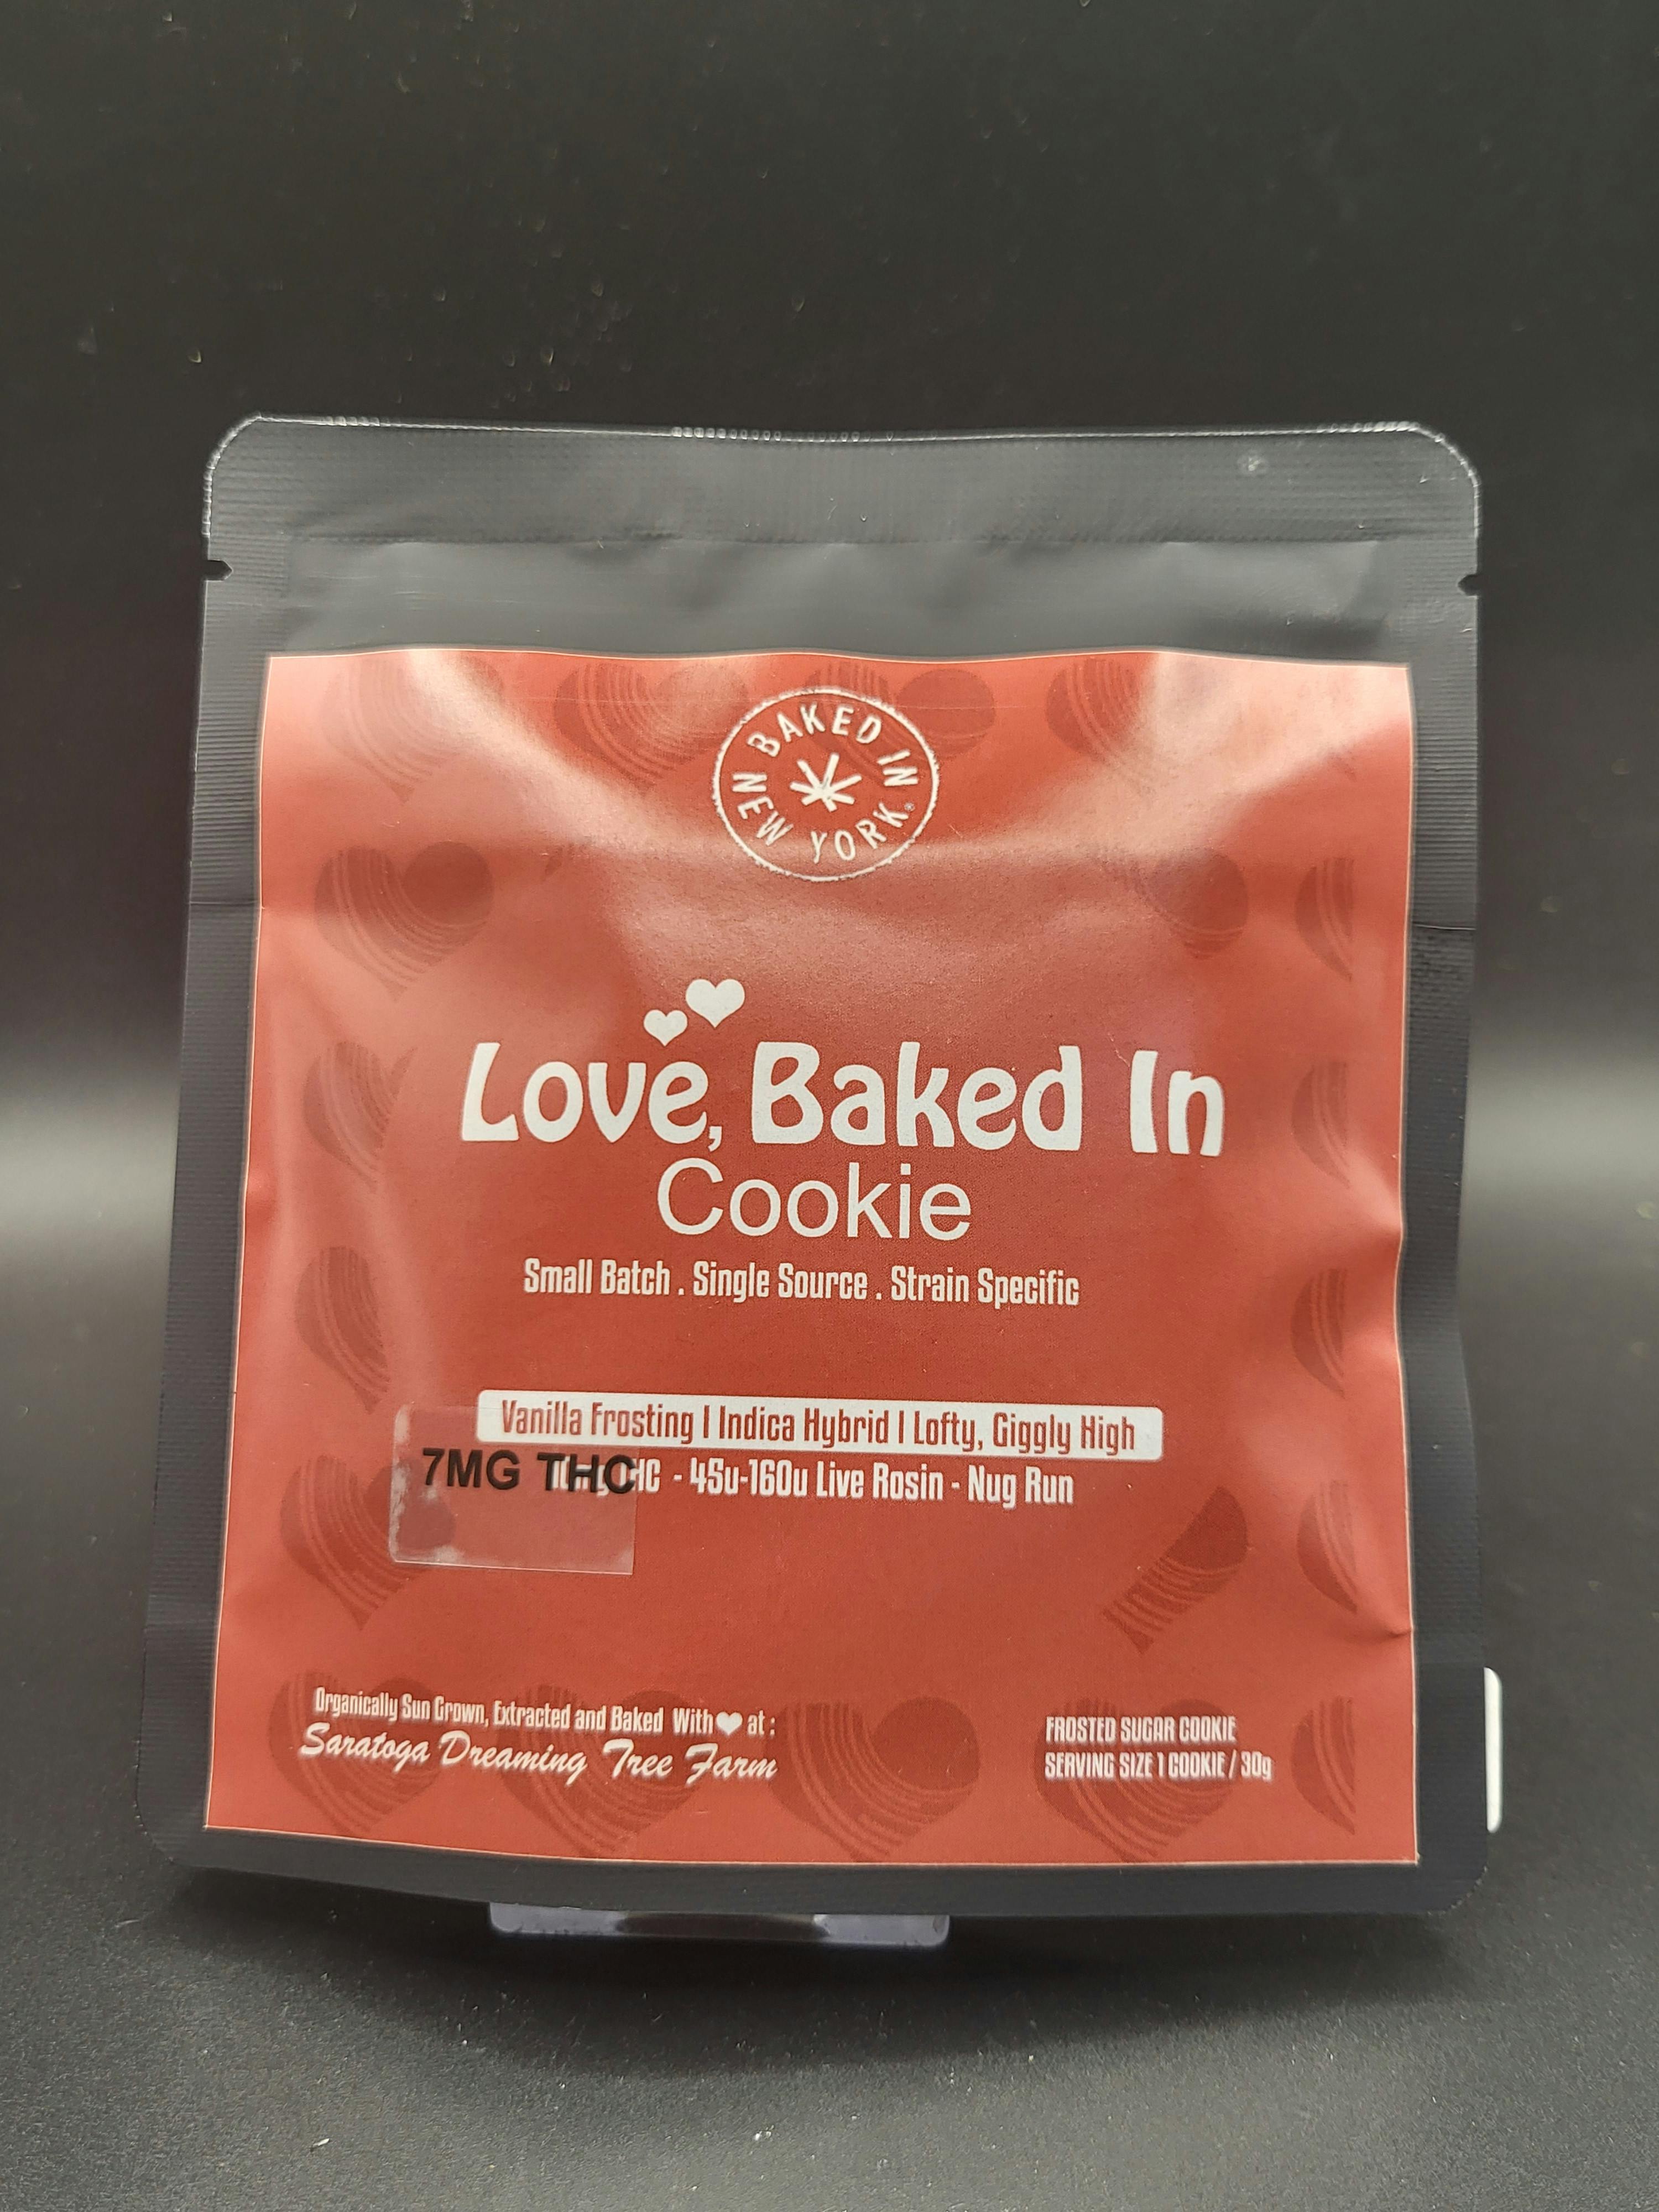 BAKED IN NEW YORK®
Love, Baked In
Cookie
Small Batch . Single Source . Strain Specific
Vanilla Frosting | Indica Hybrid | Lofty, Giggly High
7MG THC
THC - 45u-160u Live Rosin - Nug Run
Organically Sun Grown, Extracted and Baked With ❤ at :
Saratoga Dreaming Tree Farm
FROSTED SUGAR COOKIE
SERVING SIZE 1 COOKIE / 30g